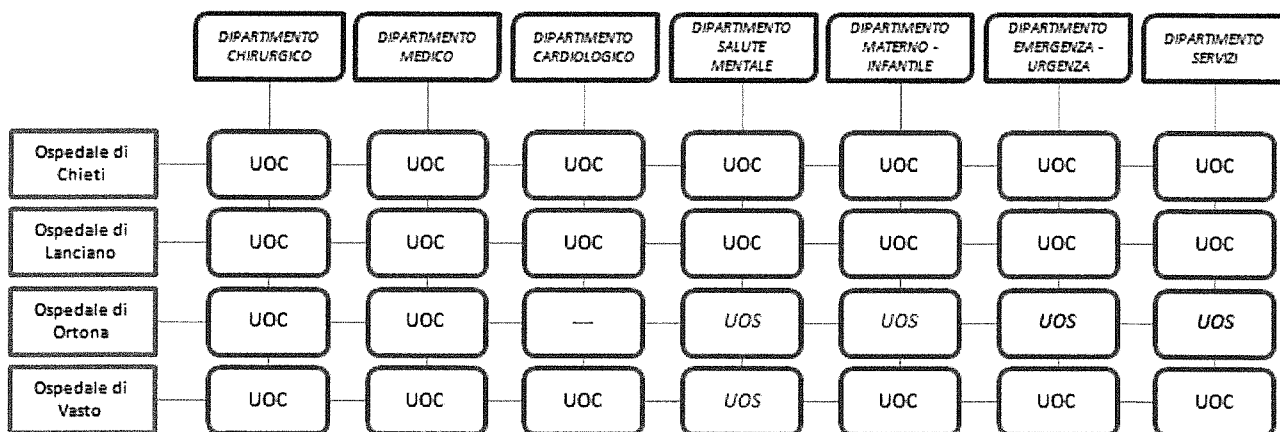 DIPARTIMENTO
CHIRURGICO
DIPARTIMENTO
MEDICO
DIPARTIMENTO
CARDIOLOGICO
DIPARTIMENTO
SALUTE
MENTALE
DIPARTIMENTO
MATERNO -
INFANTILE
DIPARTIMENTO
EMERGENZA -
URGENZA
DIPARTIMENTO
SERVIZI
Ospedale di
Chieti
UOC UOC UOC UOC UOC UOC UOC
Ospedale di
Lanciano
UOC UOC UOC UOC UOC UOC UOC
Ospedale di
Ortona
UOC UOC — UOS UOS UOS UOS
Ospedale di
Vasto
UOC UOC UOC UOS UOC UOC UOC